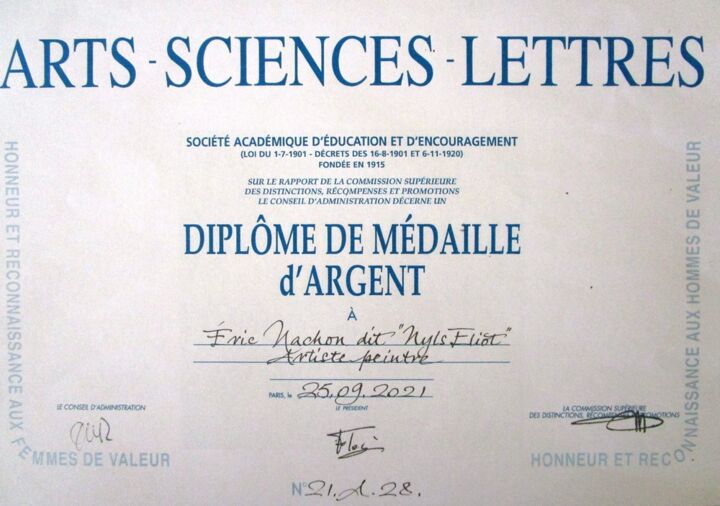 ARTS - SCIENCES - LETTRES
SOCIÉTÉ ACADÉMIQUE D'ÉDUCATION ET D'ENCOURAGEMENT
(LOI DU 1-7-1901 - DÉCRETS DES 16-8-1901 ET 6-11-1920)
FONDÉE EN 1915
SUR LE RAPPORT DE LA COMMISSION SUPÉRIEURE
DES DISTINCTIONS, RÉCOMPENSES ET PROMOTIONS
LE CONSEIL D'ADMINISTRATION DÉCERNE UN
DIPLÔME DE MÉDAILLE
d'ARGENT
À
Éric Nachon dit "Nyls Eliot"
Artiste peintre
PARIS, le 25.09.2021
LE CONSEIL D'ADMINISTRATION
LE PRÉSIDENT
LA COMMISSION SUPÉRIEURE
DES DISTINCTIONS, RÉCOMPENSES ET PROMOTIONS
HONNEUR ET RECONNAISSANCE AUX FEMMES DE VALEUR
HONNEUR ET RECONNAISSANCE AUX HOMMES DE VALEUR
N° 21. A. 28.